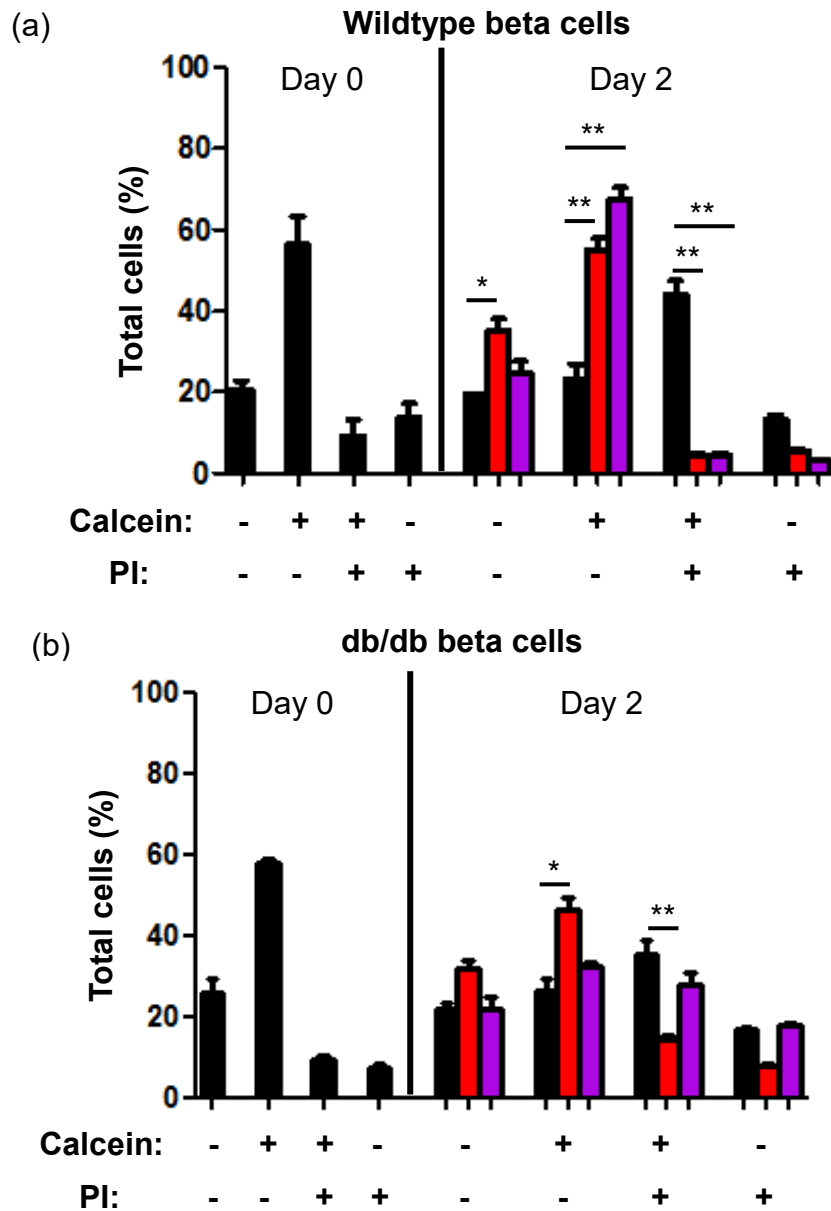 (a)
Wildtype beta cells
Day 0 Day 2
Total cells (%)
100
80
60
40
20
0
* ** ** ** **
Calcein: - + + - - + + -
PI: - - + + - - + +
(b)
db/db beta cells
Day 0 Day 2
Total cells (%)
100
80
60
40
20
0
* **
Calcein: - + + - - + + -
PI: - - + + - - + +